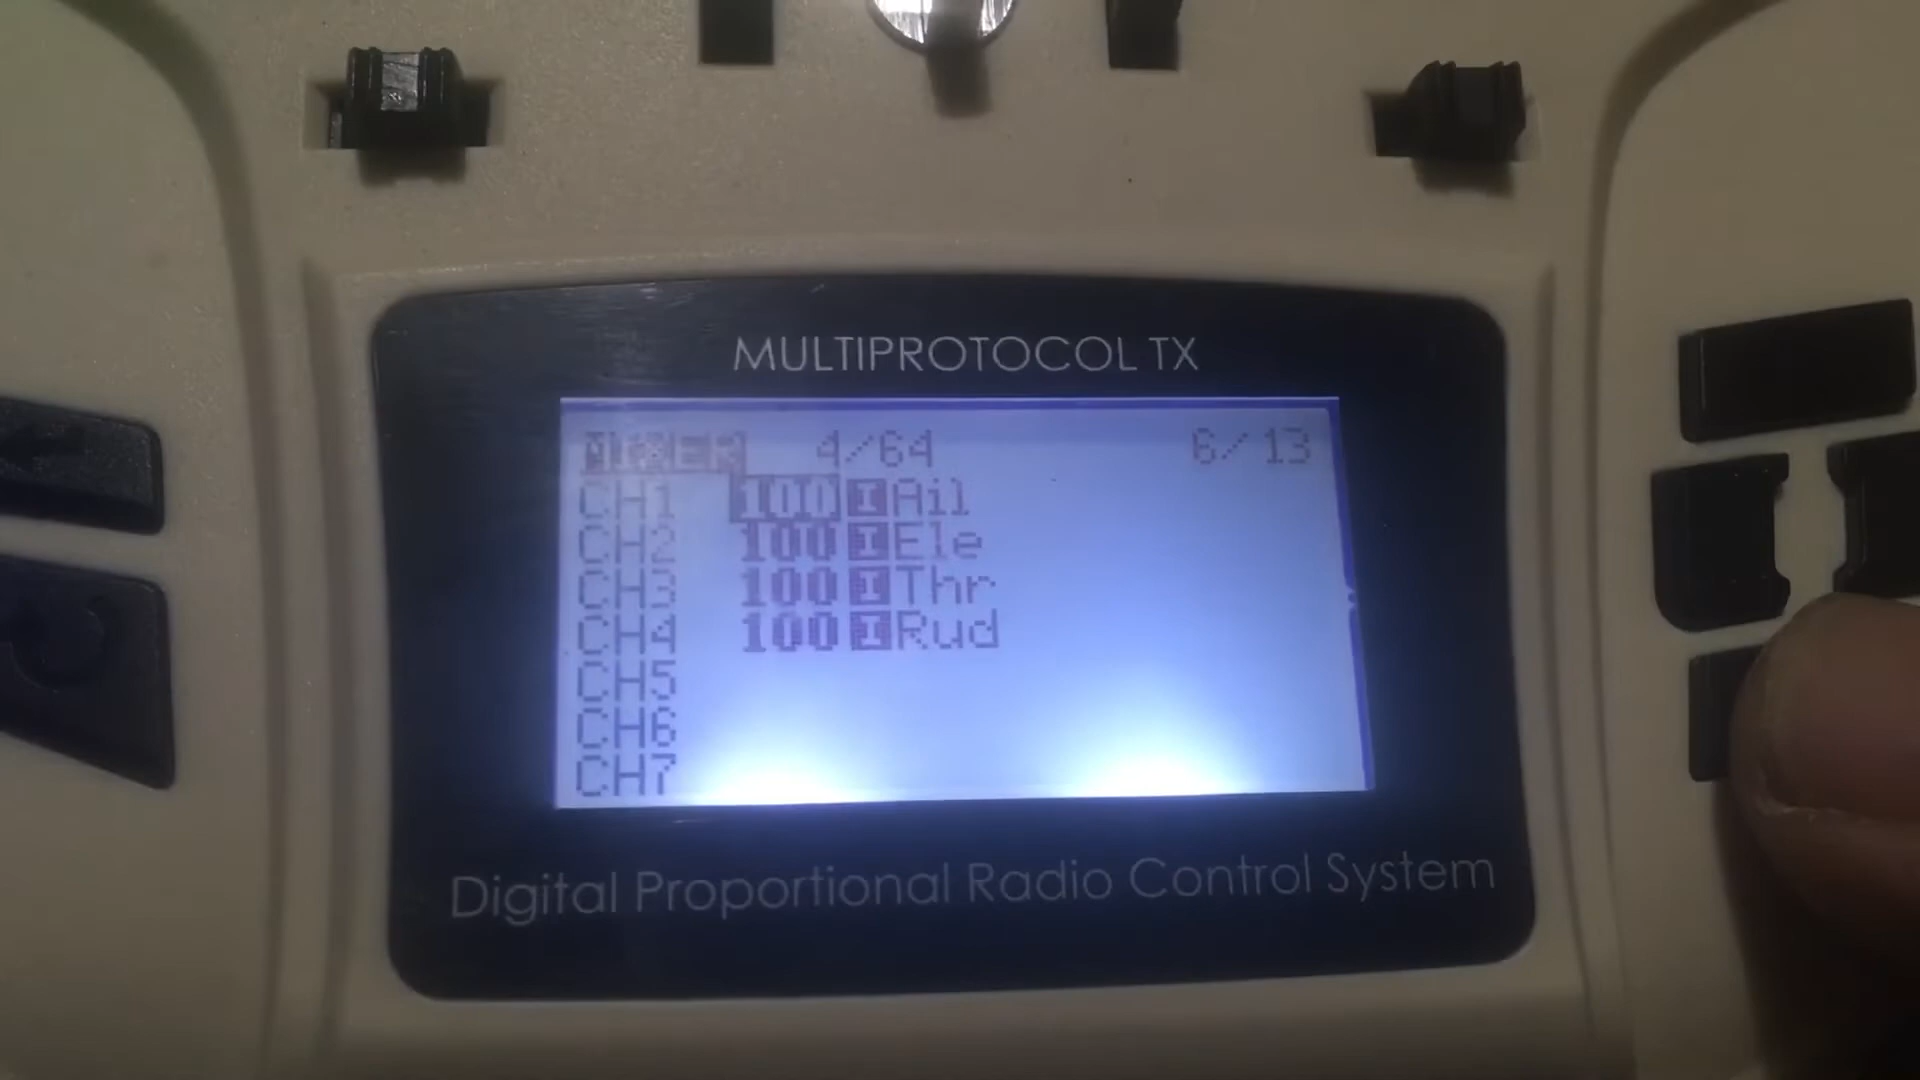 MULTIPROTOCOL TX
MIXER 4/64 6/13
CH1 100 I Ail
CH2 100 I Ele
CH3 100 I Thr
CH4 100 I Rud
CH5
CH6
CH7
Digital Proportional Radio Control System